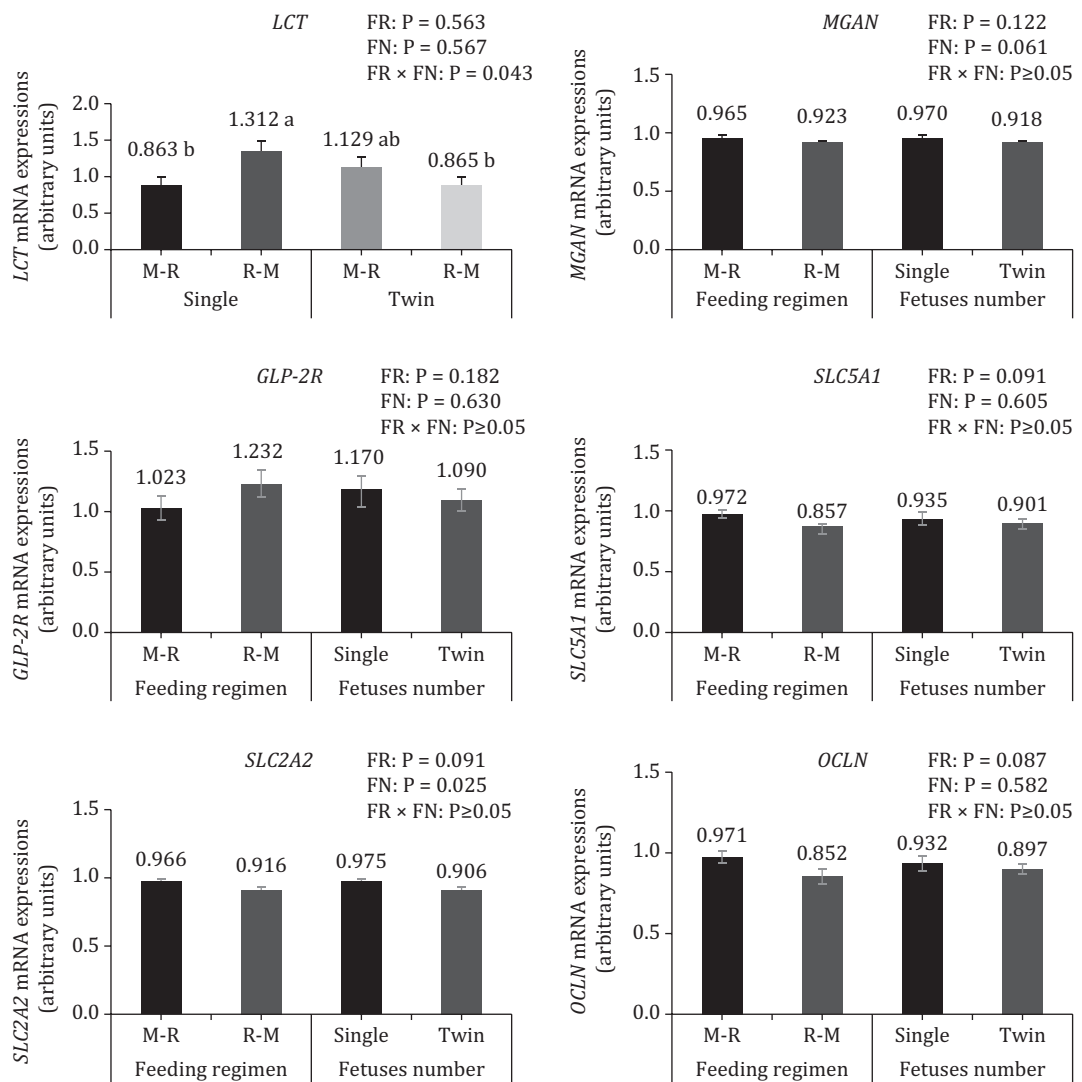 LCT
FR: P = 0.563
FN: P = 0.567
FR × FN: P = 0.043
LCT mRNA expressions
(arbitrary units)
2.0
1.5
1.0
0.5
0.0
0.863 b
1.312 a
1.129 ab
0.865 b
M-R
R-M
M-R
R-M
Single
Twin
MGAN
FR: P = 0.122
FN: P = 0.061
FR × FN: P≥0.05
MGAN mRNA expressions
(arbitrary units)
1.5
1.0
0.5
0.0
0.965
0.923
0.970
0.918
M-R
R-M
Single
Twin
Feeding regimen
Fetuses number
GLP-2R
FR: P = 0.182
FN: P = 0.630
FR × FN: P≥0.05
GLP-2R mRNA expressions
(arbitrary units)
1.5
1.0
0.5
0.0
1.023
1.232
1.170
1.090
M-R
R-M
Single
Twin
Feeding regimen
Fetuses number
SLC5A1
FR: P = 0.091
FN: P = 0.605
FR × FN: P≥0.05
SLC5A1 mRNA expressions
(arbitrary units)
1.5
1.0
0.5
0.0
0.972
0.857
0.935
0.901
M-R
R-M
Single
Twin
Feeding regimen
Fetuses number
SLC2A2
FR: P = 0.091
FN: P = 0.025
FR × FN: P≥0.05
SLC2A2 mRNA expressions
(arbitrary units)
1.5
1.0
0.5
0.0
0.966
0.916
0.975
0.906
M-R
R-M
Single
Twin
Feeding regimen
Fetuses number
OCLN
FR: P = 0.087
FN: P = 0.582
FR × FN: P≥0.05
OCLN mRNA expressions
(arbitrary units)
1.5
1.0
0.5
0.0
0.971
0.852
0.932
0.897
M-R
R-M
Single
Twin
Feeding regimen
Fetuses number